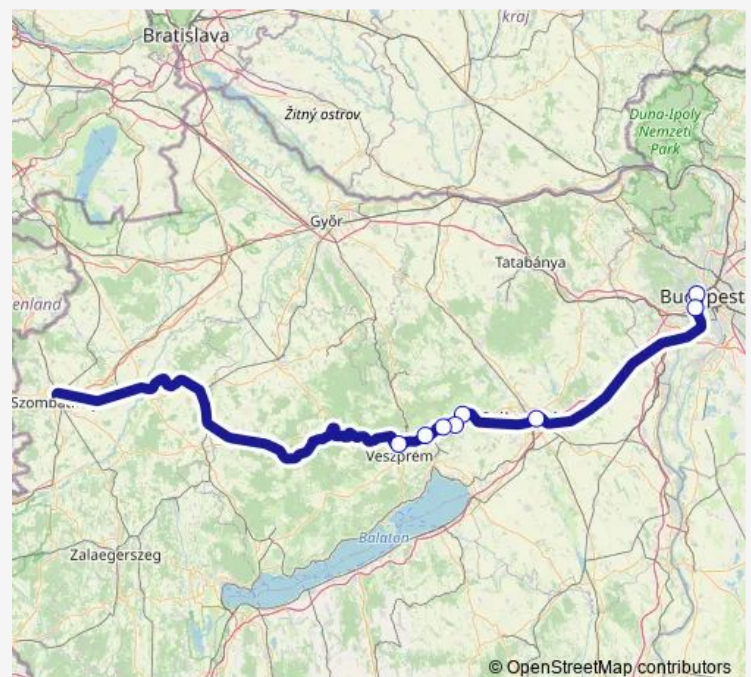 kraj
Bratislava
Žitný ostrov
Duna-Ipoly
Nemzeti
Park
Győr
Tatabánya
enland
Veszprém
Balaton
Zalaegerszeg
© OpenStreetMap contributors